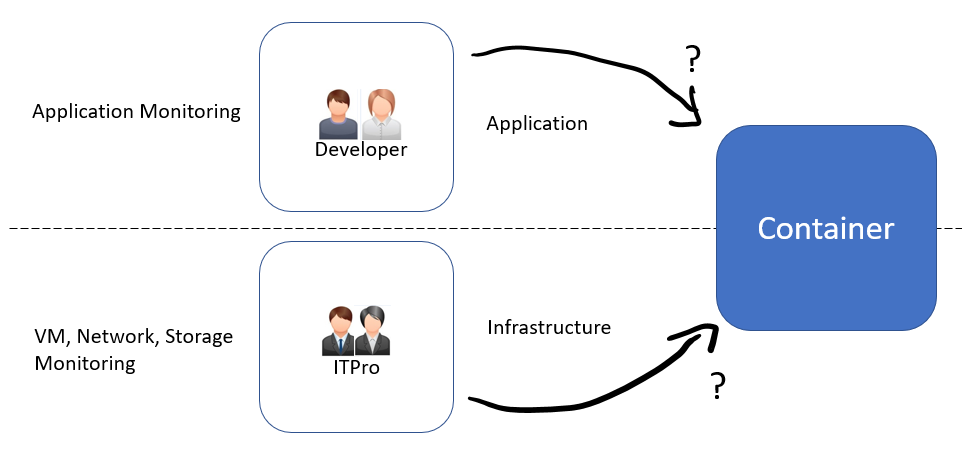 ?
Application Monitoring
Developer
Application
Container
VM, Network, Storage
Monitoring
Infrastructure
ITPro
?